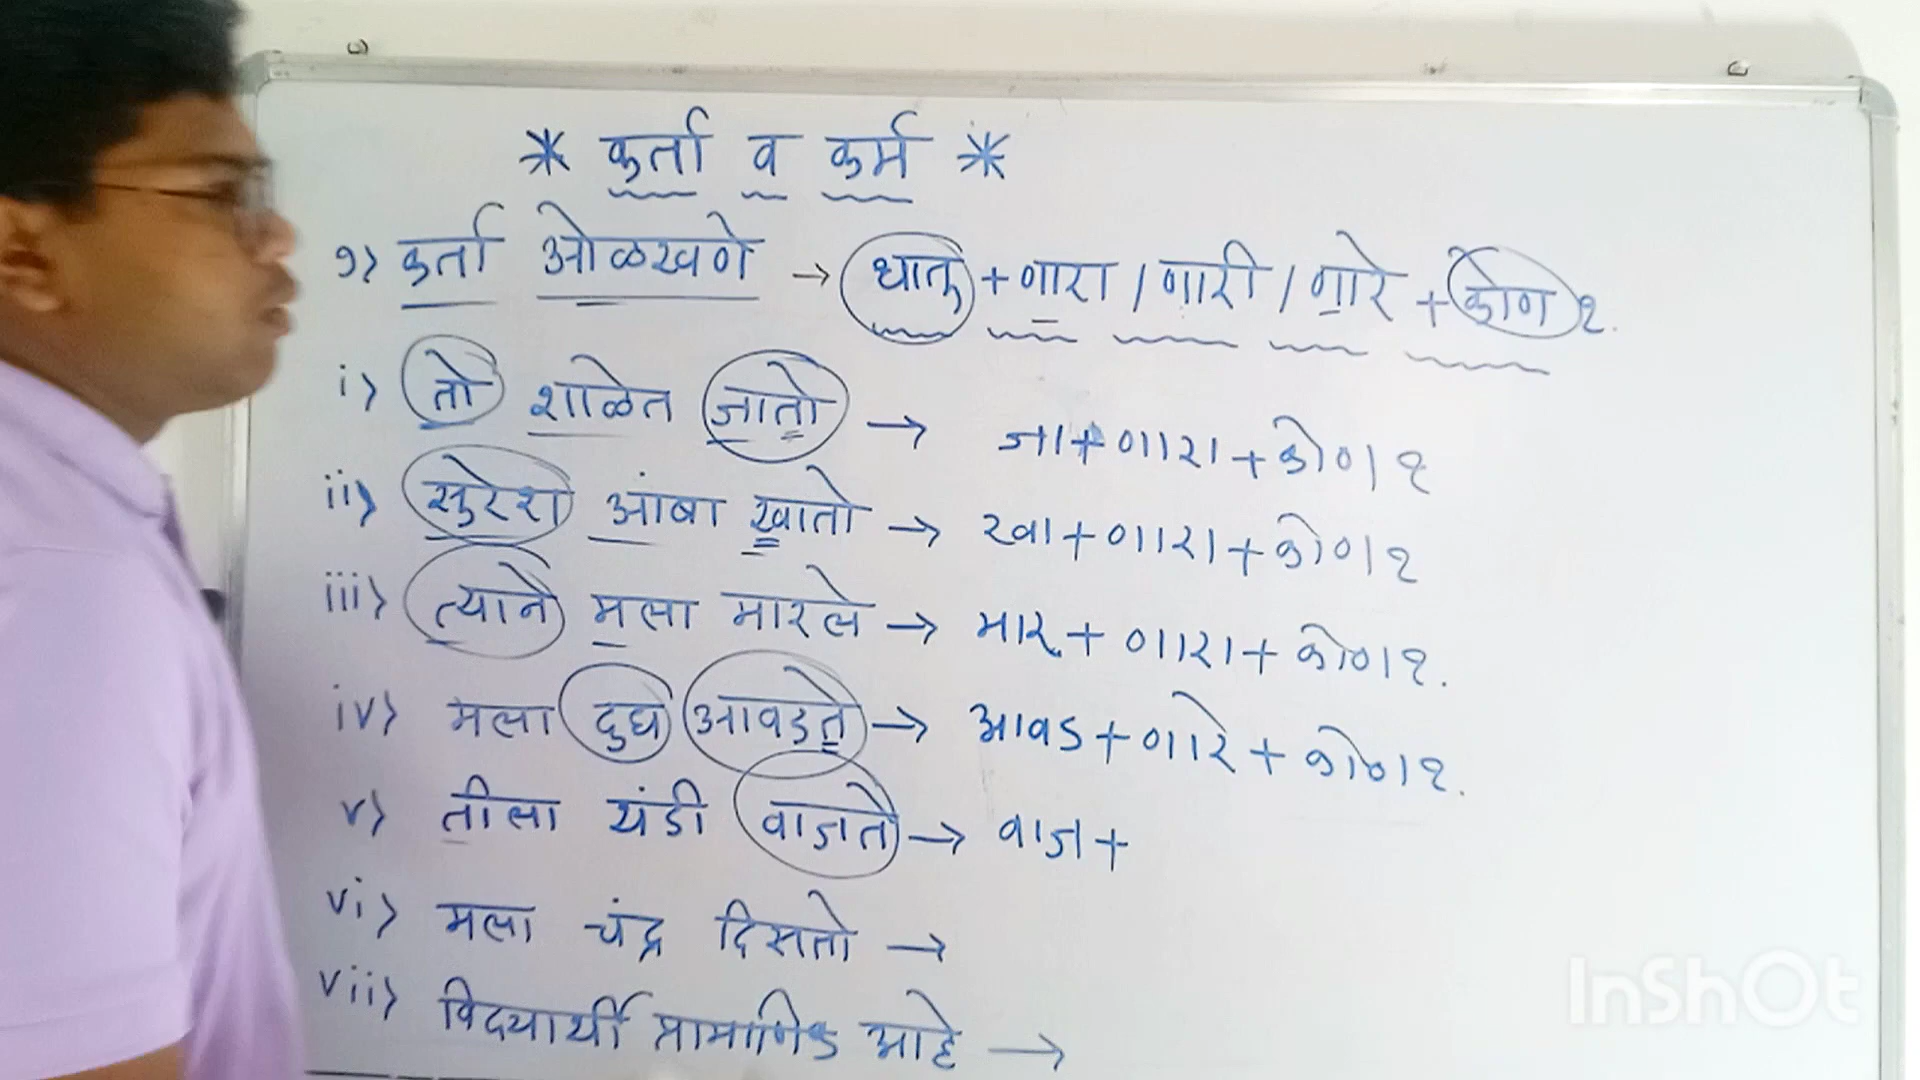 * कर्ता व कर्म *
१) कर्ता ओळखणे → धातु + णारा / णारी / णारे + कोण ?
i) तो शाळेत जातो → जा + णारा + कोण ?
ii) सुरेश आंबा खातो → खा + णारा + कोण ?
iii) त्याने मला मारले → मार + णारा + कोण ?
iv) मला दुध आवडते → आवड + णारे + कोण ?
v) तीला थंडी वाजते → वाज +
vi) मला चंद्र दिसतो →
vii) विदयार्थी प्रामाणिक आहे →
InShOt